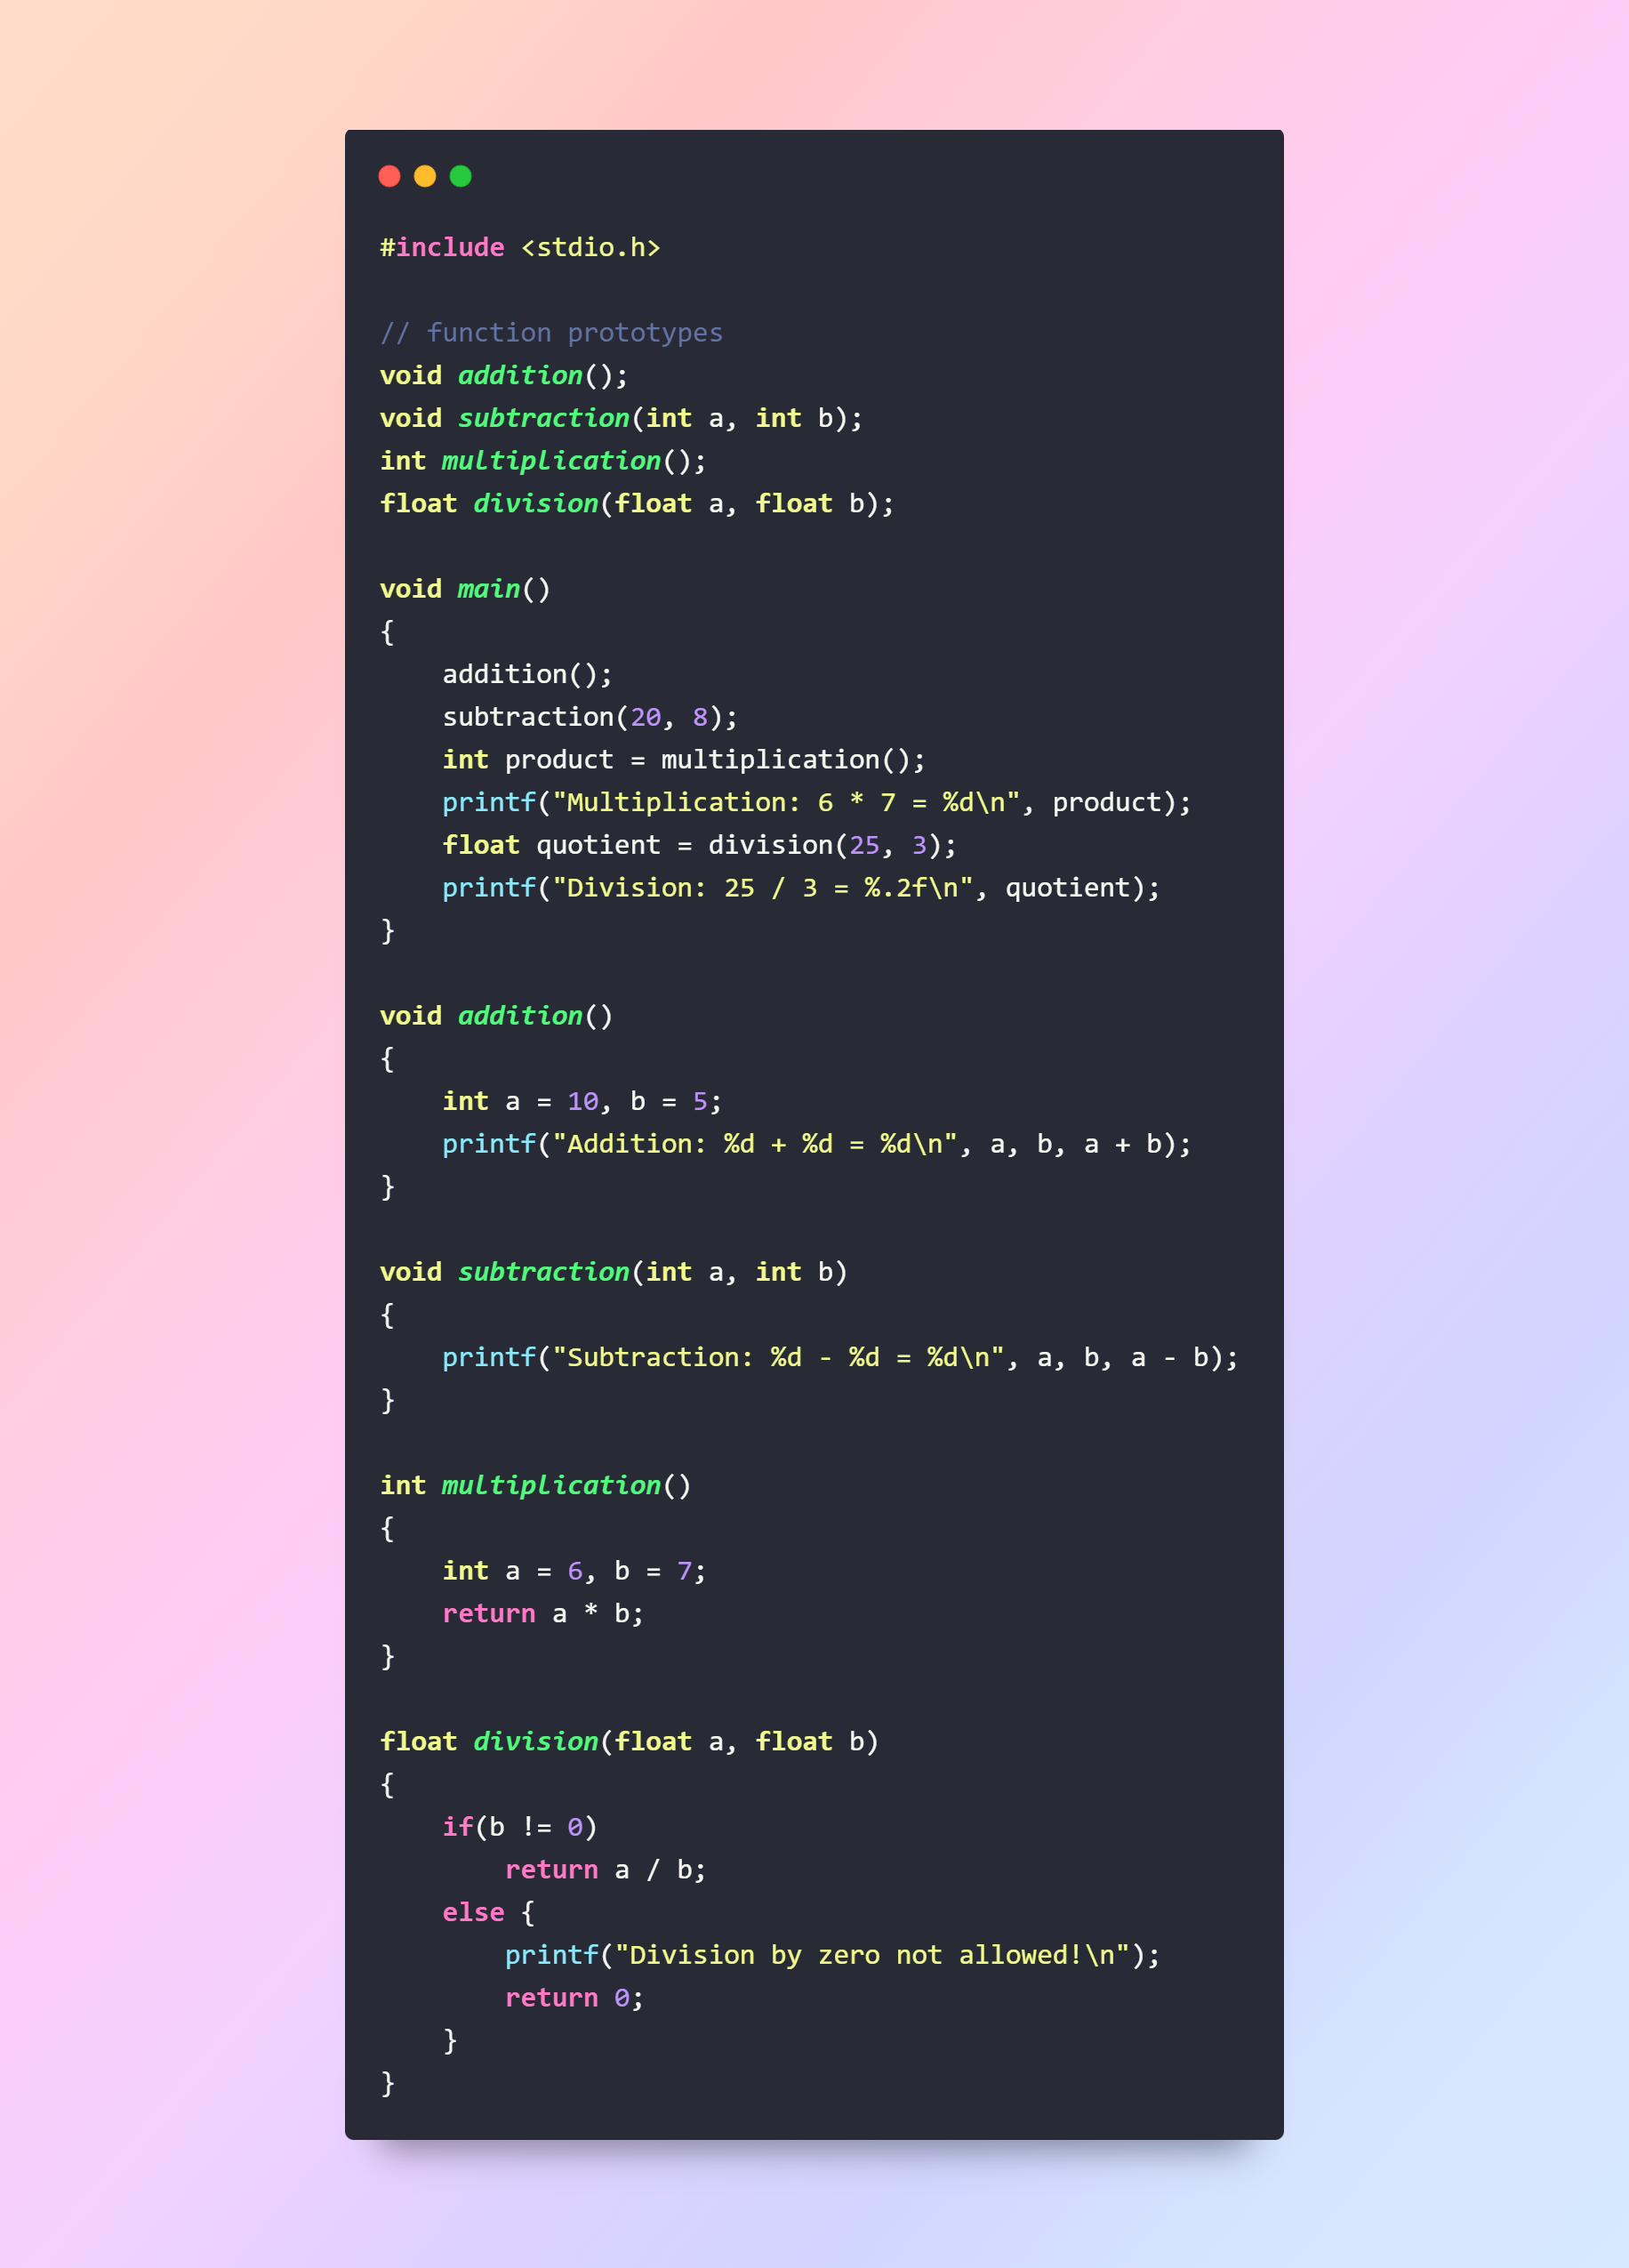 #include <stdio.h>

// function prototypes
void addition();
void subtraction(int a, int b);
int multiplication();
float division(float a, float b);

void main()
{
    addition();
    subtraction(20, 8);
    int product = multiplication();
    printf("Multiplication: 6 * 7 = %d\n", product);
    float quotient = division(25, 3);
    printf("Division: 25 / 3 = %.2f\n", quotient);
}

void addition()
{
    int a = 10, b = 5;
    printf("Addition: %d + %d = %d\n", a, b, a + b);
}

void subtraction(int a, int b)
{
    printf("Subtraction: %d - %d = %d\n", a, b, a - b);
}

int multiplication()
{
    int a = 6, b = 7;
    return a * b;
}

float division(float a, float b)
{
    if(b != 0)
        return a / b;
    else {
        printf("Division by zero not allowed!\n");
        return 0;
    }
}